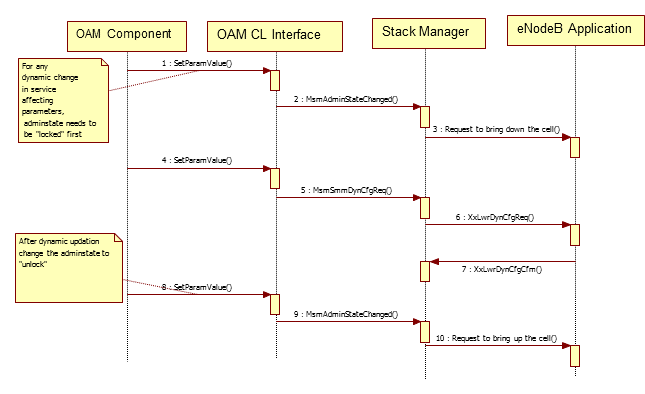 OAM Component
OAM CL Interface
Stack Manager
eNodeB Application
For any
dynamic change
in service
affecting
parameters,
adminstate needs to
be "locked" first
1 : SetParamValue()
2 : MsmAdminStateChanged()
3 : Request to bring down the cell()
4 : SetParamValue()
5 : MsmSmmDynCfgReq()
6 : XxLwrDynCfgReq()
7 : XxLwrDynCfgCfm()
After dynamic updation
change the adminstate to
"unlock"
8 : SetParamValue()
9 : MsmAdminStateChanged()
10 : Request to bring up the cell()